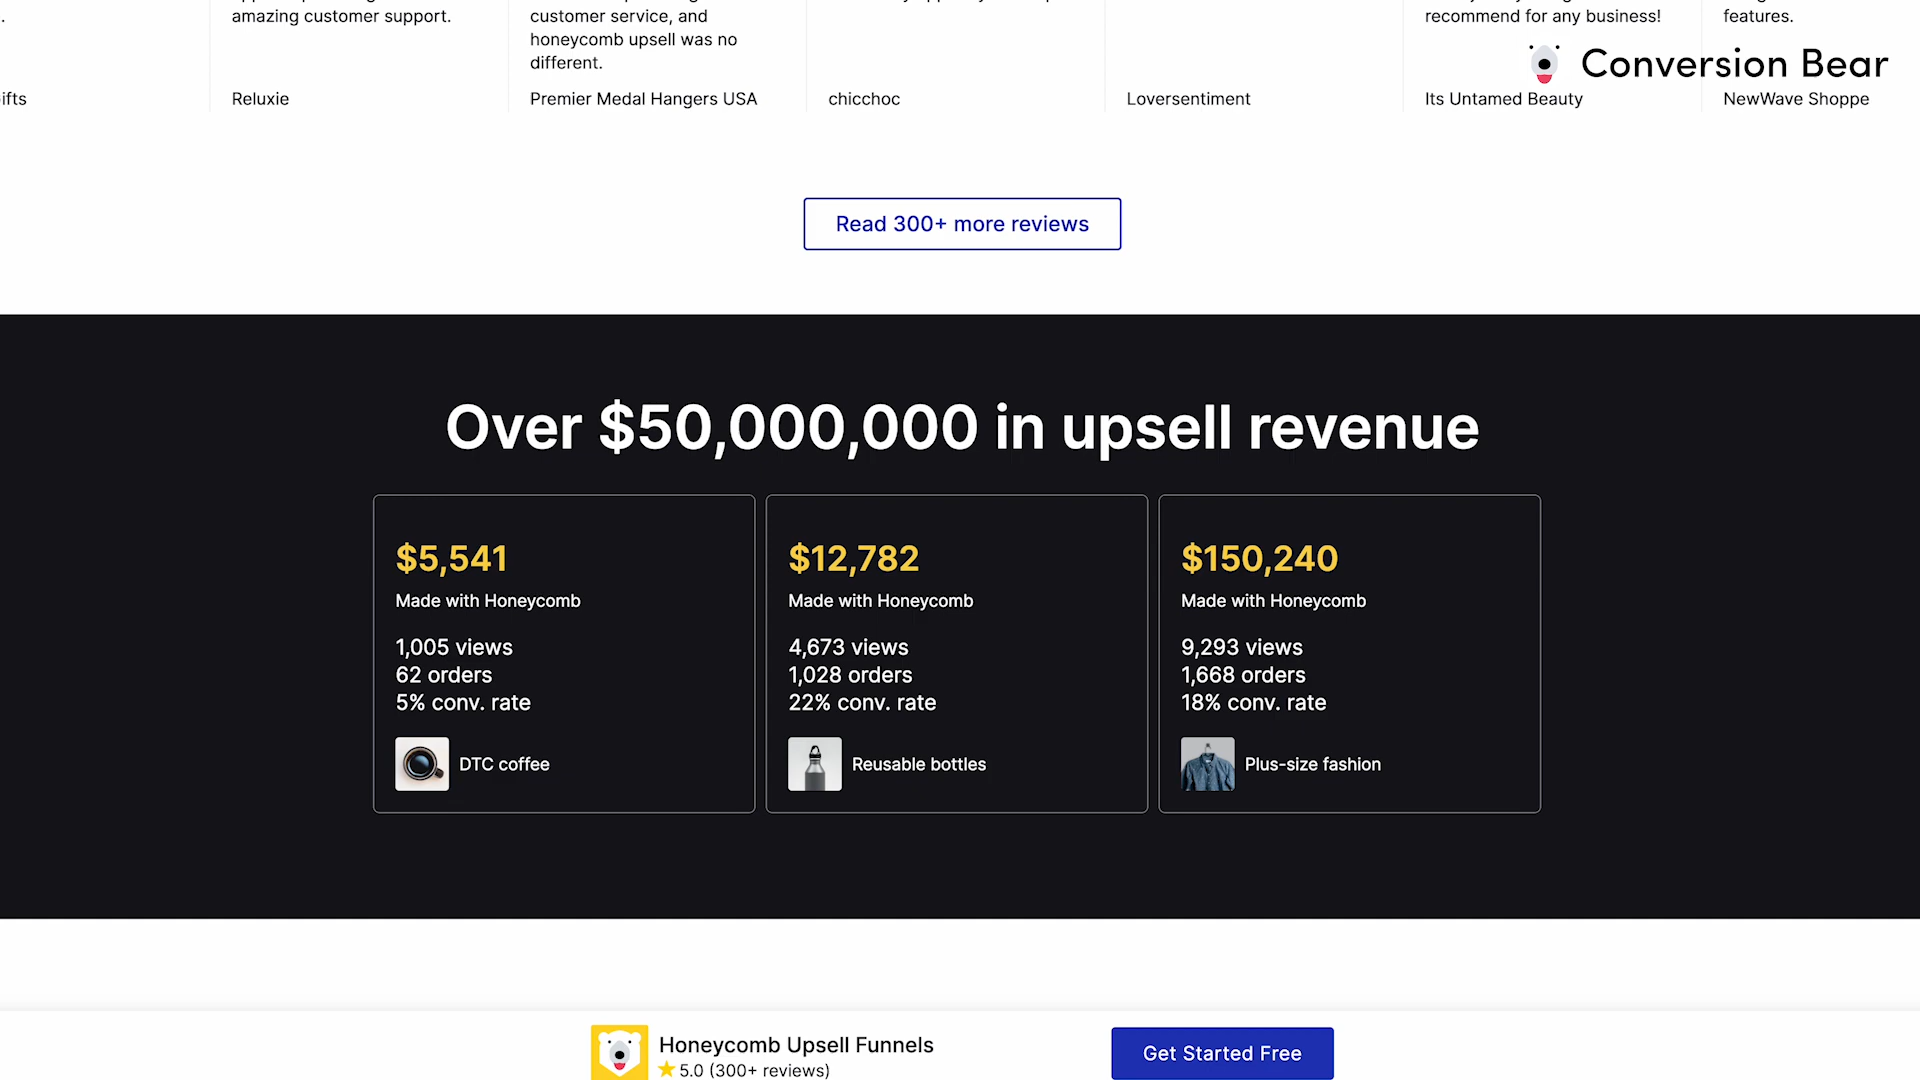 amazing customer support.
Reluxie
customer service, and
honeycomb upsell was no
different.
Premier Medal Hangers USA
chicchoc
Loversentiment
recommend for any business!
Its Untamed Beauty
features.
NewWave Shoppe
Conversion Bear
Read 300+ more reviews
Over $50,000,000 in upsell revenue
$5,541
Made with Honeycomb
1,005 views
62 orders
5% conv. rate
DTC coffee
$12,782
Made with Honeycomb
4,673 views
1,028 orders
22% conv. rate
Reusable bottles
$150,240
Made with Honeycomb
9,293 views
1,668 orders
18% conv. rate
Plus-size fashion
Honeycomb Upsell Funnels
5.0 (300+ reviews)
Get Started Free